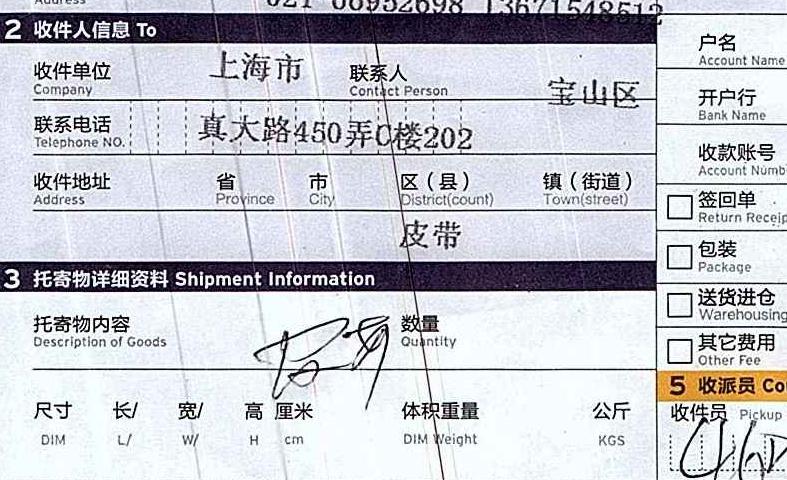 021 66952698 13671548512
2 收件人信息 To
收件单位 上海市 联系人 宝山区
Company Contact Person
联系电话 真大路450弄C楼202
Telephone NO.
收件地址 省 市 区（县） 镇（街道）
Address Province City District(count) Town(street)
皮带
3 托寄物详细资料 Shipment Information
托寄物内容 数量
Description of Goods Quantity
尺寸 长/ 宽/ 高 厘米 体积重量 公斤
DIM L/ W/ H cm DIM Weight KGS
户名
Account Name
开户行
Bank Name
收款账号
Account Numb
签回单
Return Receip
包装
Package
送货进仓
Warehousing
其它费用
Other Fee
5 收派员 Co
收件员 Pickup